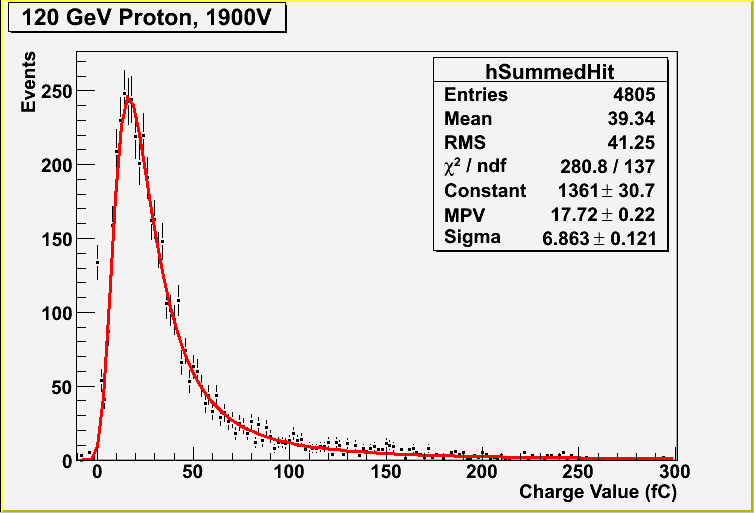 120 GeV Proton, 1900V
Events
hSummedHit
Entries 4805
Mean 39.34
RMS 41.25
χ² / ndf 280.8 / 137
Constant 1361 ± 30.7
MPV 17.72 ± 0.22
Sigma 6.863 ± 0.121
250
200
150
100
50
0
0 50 100 150 200 250 300
Charge Value (fC)